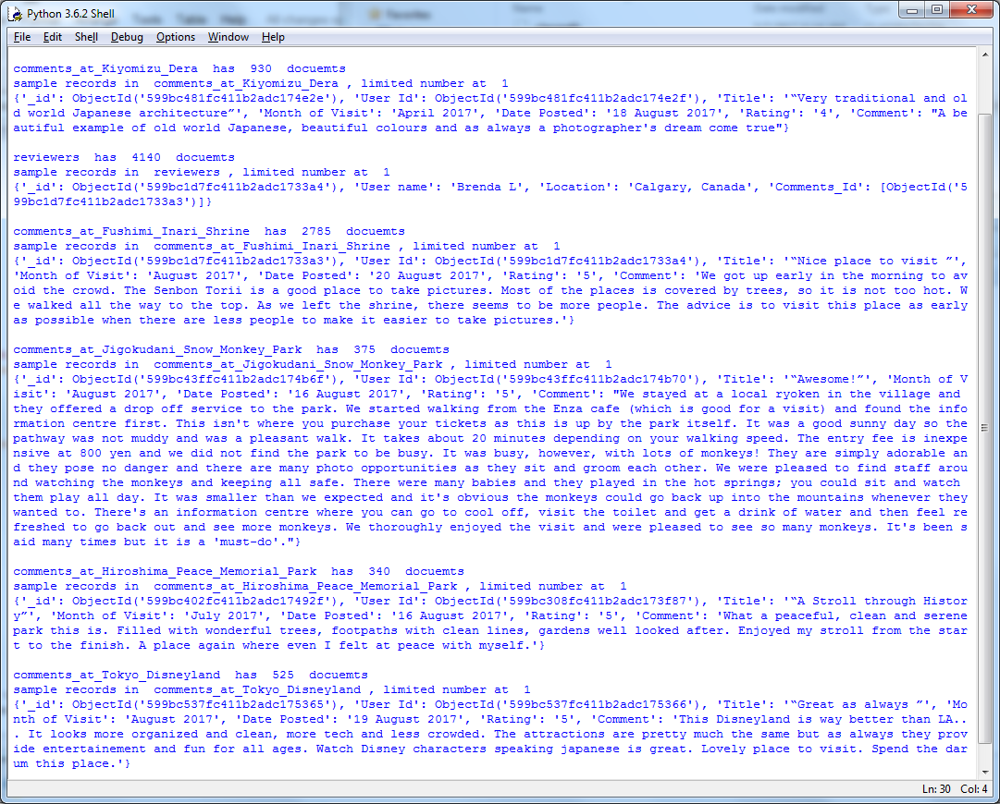 Python 3.6.2 Shell
File Edit Shell Debug Options Window Help
comments_at_Kiyomizu_Dera  has  930  docuemts
sample records in  comments_at_Kiyomizu_Dera , limited number at  1
{'_id': ObjectId('599bc481fc411b2adc174e2e'), 'User Id': ObjectId('599bc481fc411b2adc174e2f'), 'Title': '“Very traditional and ol
d world Japanese architecture”', 'Month of Visit': 'April 2017', 'Date Posted': '18 August 2017', 'Rating': '4', 'Comment': "A be
autiful example of old world Japanese, beautiful colours and as always a photographer's dream come true"}
reviewers  has  4140  docuemts
sample records in  reviewers , limited number at  1
{'_id': ObjectId('599bc1d7fc411b2adc1733a4'), 'User name': 'Brenda L', 'Location': 'Calgary, Canada', 'Comments_Id': [ObjectId('5
99bc1d7fc411b2adc1733a3')]}
comments_at_Fushimi_Inari_Shrine  has  2785  docuemts
sample records in  comments_at_Fushimi_Inari_Shrine , limited number at  1
{'_id': ObjectId('599bc1d7fc411b2adc1733a3'), 'User Id': ObjectId('599bc1d7fc411b2adc1733a4'), 'Title': '“Nice place to visit ”',
'Month of Visit': 'August 2017', 'Date Posted': '20 August 2017', 'Rating': '5', 'Comment': 'We got up early in the morning to av
oid the crowd. The Senbon Torii is a good place to take pictures. Most of the places is covered by trees, so it is not too hot. W
e walked all the way to the top. As we left the shrine, there seems to be more people. The advice is to visit this place as early
as possible when there are less people to make it easier to take pictures.'}
comments_at_Jigokudani_Snow_Monkey_Park  has  375  docuemts
sample records in  comments_at_Jigokudani_Snow_Monkey_Park , limited number at  1
{'_id': ObjectId('599bc43ffc411b2adc174b6f'), 'User Id': ObjectId('599bc43ffc411b2adc174b70'), 'Title': '“Awesome!”', 'Month of V
isit': 'August 2017', 'Date Posted': '16 August 2017', 'Rating': '5', 'Comment': "We stayed at a local ryoken in the village and
they offered a drop off service to the park. We started walking from the Enza cafe (which is good for a visit) and found the info
rmation centre first. This isn't where you purchase your tickets as this is up by the park itself. It was a good sunny day so the
pathway was not muddy and was a pleasant walk. It takes about 20 minutes depending on your walking speed. The entry fee is inexpe
nsive at 800 yen and we did not find the park to be busy. It was busy, however, with lots of monkeys! They are simply adorable an
d they pose no danger and there are many photo opportunities as they sit and groom each other. We were pleased to find staff arou
nd watching the monkeys and keeping all safe. There were many babies and they played in the hot springs; you could sit and watch
them play all day. It was smaller than we expected and it's obvious the monkeys could go back up into the mountains whenever they
wanted to. There's an information centre where you can go to cool off, visit the toilet and get a drink of water and then feel re
freshed to go back out and see more monkeys. We thoroughly enjoyed the visit and were pleased to see so many monkeys. It's been s
aid many times but it is a 'must-do'."}
comments_at_Hiroshima_Peace_Memorial_Park  has  340  docuemts
sample records in  comments_at_Hiroshima_Peace_Memorial_Park , limited number at  1
{'_id': ObjectId('599bc402fc411b2adc17492f'), 'User Id': ObjectId('599bc308fc411b2adc173f87'), 'Title': '“A Stroll through Histor
y”', 'Month of Visit': 'July 2017', 'Date Posted': '16 August 2017', 'Rating': '5', 'Comment': 'What a peaceful, clean and serene
park this is. Filled with wonderful trees, footpaths with clean lines, gardens well looked after. Enjoyed my stroll from the star
t to the finish. A place again where even I felt at peace with myself.'}
comments_at_Tokyo_Disneyland  has  525  docuemts
sample records in  comments_at_Tokyo_Disneyland , limited number at  1
{'_id': ObjectId('599bc537fc411b2adc175365'), 'User Id': ObjectId('599bc537fc411b2adc175366'), 'Title': '“Great as always ”', 'Mo
nth of Visit': 'August 2017', 'Date Posted': '19 August 2017', 'Rating': '5', 'Comment': 'This Disneyland is way better than LA..
. It looks more organized and clean, more tech and less crowded. The attractions are pretty much the same but as always they prov
ide entertainement and fun for all ages. Watch Disney characters speaking japanese is great. Lovely place to visit. Spend the dar
um this place.'}
Ln: 30 Col: 4